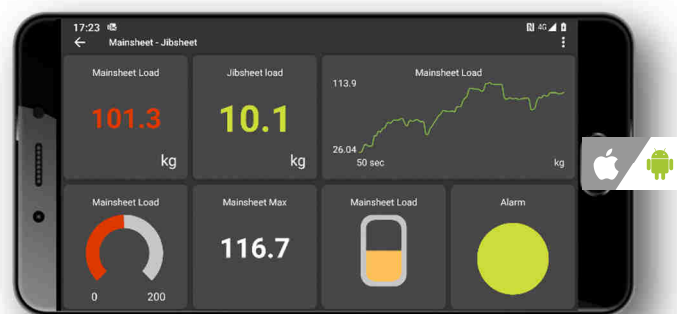 17:23
4G
Mainsheet - Jibsheet
Mainsheet Load
101.3
kg
Jibsheet load
10.1
kg
Mainsheet Load
113.9
26.04
50 sec
kg
Mainsheet Load
0
200
Mainsheet Max
116.7
Mainsheet Load
Alarm